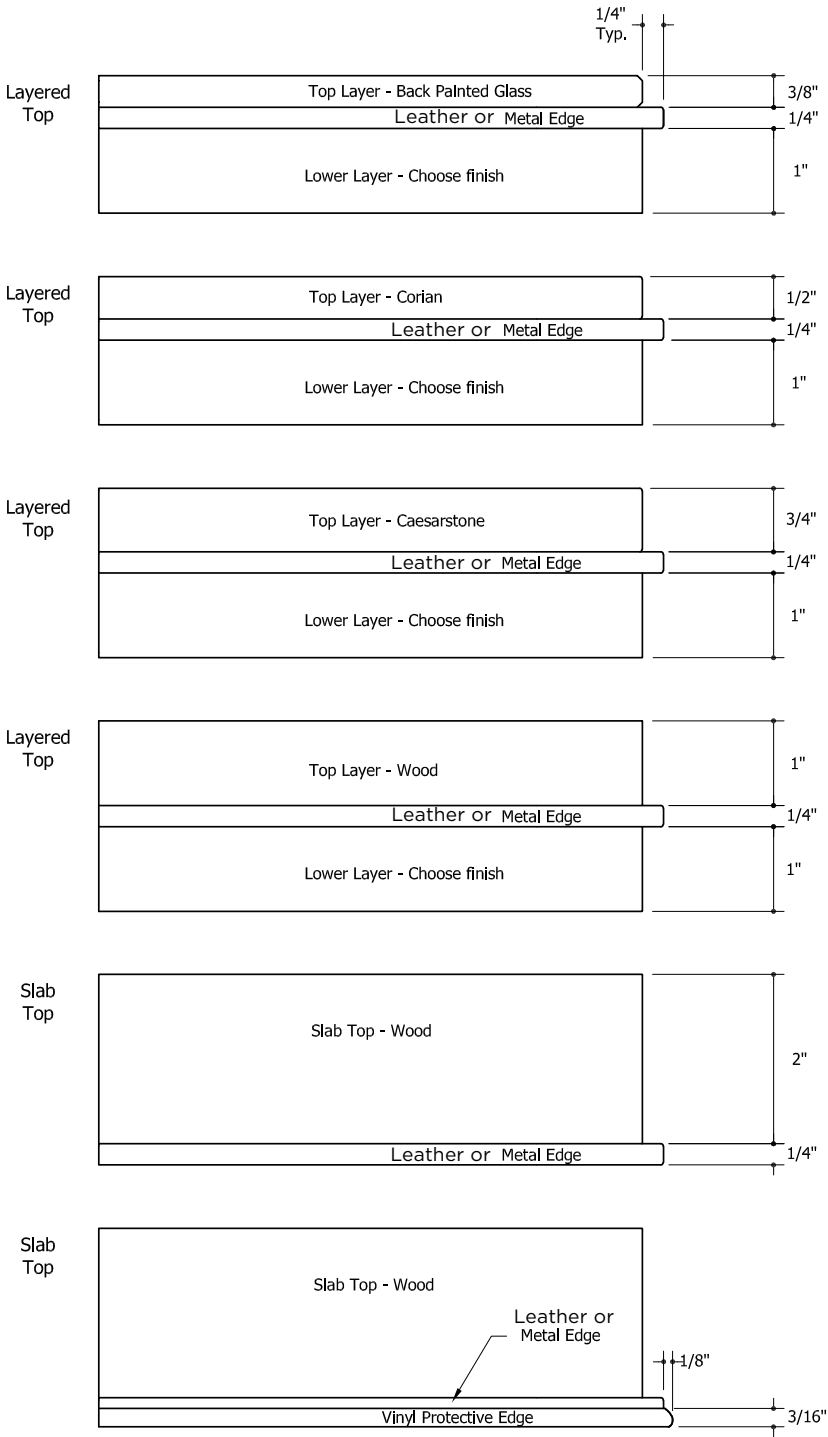 1/4"
Typ.
Layered
Top
Top Layer - Back Painted Glass
3/8"
Leather or Metal Edge
1/4"
Lower Layer - Choose finish
1"
Layered
Top
Top Layer - Corian
1/2"
Leather or Metal Edge
1/4"
Lower Layer - Choose finish
1"
Layered
Top
Top Layer - Caesarstone
3/4"
Leather or Metal Edge
1/4"
Lower Layer - Choose finish
1"
Layered
Top
Top Layer - Wood
1"
Leather or Metal Edge
1/4"
Lower Layer - Choose finish
1"
Slab
Top
Slab Top - Wood
2"
Leather or Metal Edge
1/4"
Slab
Top
Slab Top - Wood
Leather or
Metal Edge
1/8"
Vinyl Protective Edge
3/16"